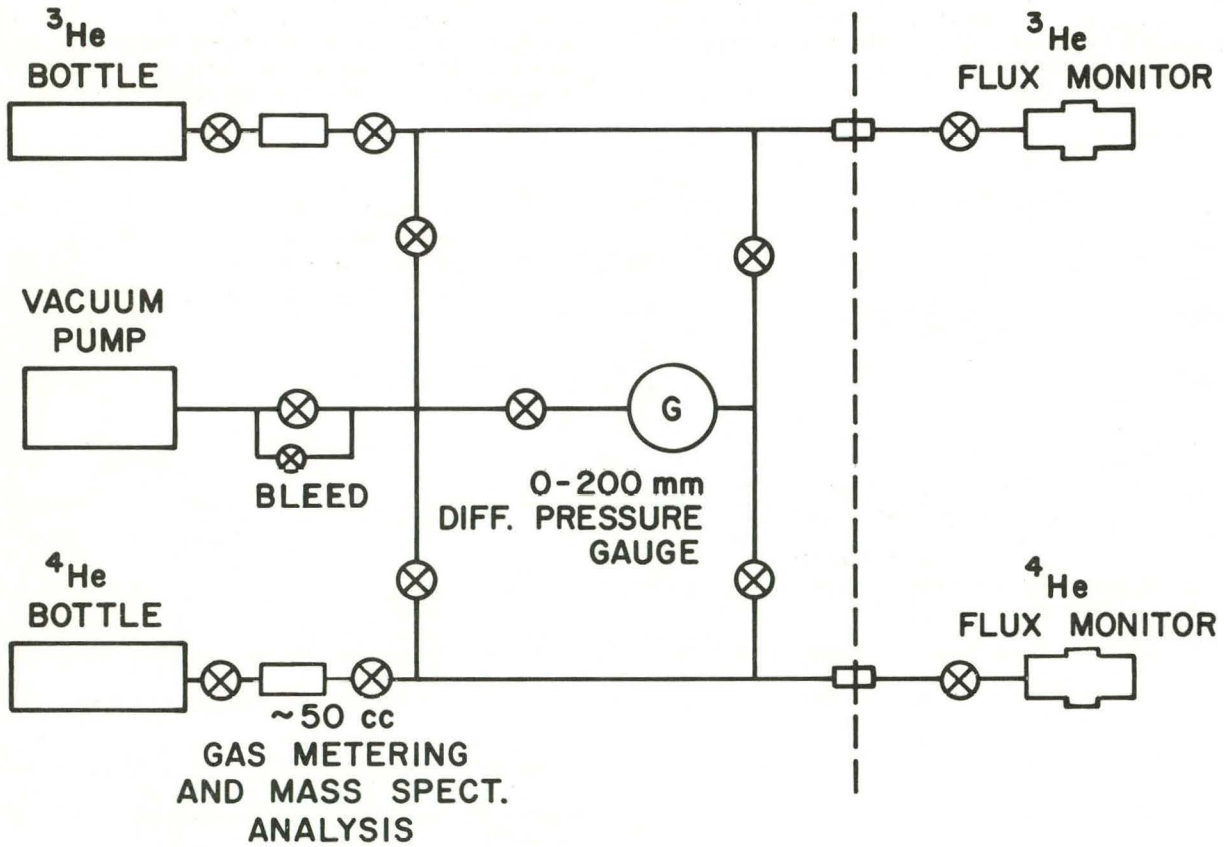 ³He
BOTTLE
³He
FLUX MONITOR
VACUUM
PUMP
BLEED
G
0-200 mm
DIFF. PRESSURE
GAUGE
⁴He
BOTTLE
~50 cc
GAS METERING
AND MASS SPECT.
ANALYSIS
⁴He
FLUX MONITOR